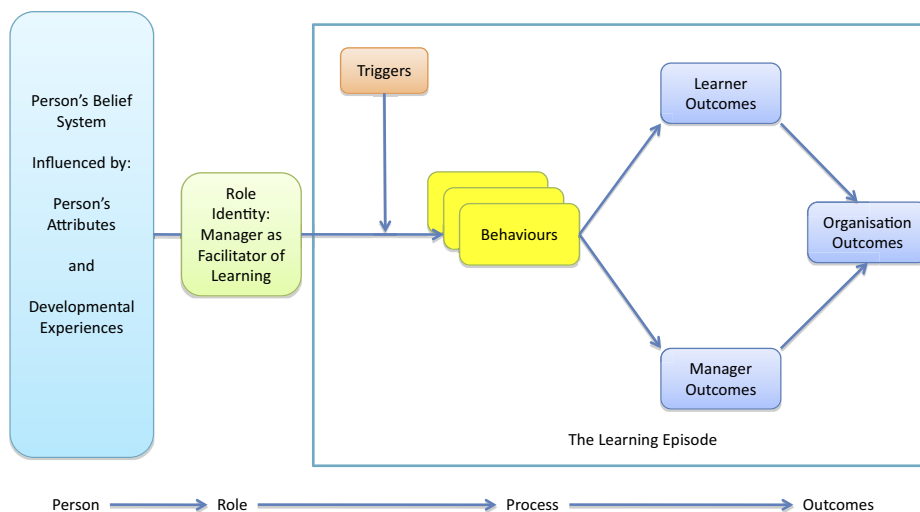 Person's Belief
System
Influenced by:
Person's
Attributes
and
Developmental
Experiences
Role
Identity:
Manager as
Facilitator of
Learning
Triggers
Behaviours
Learner
Outcomes
Organisation
Outcomes
Manager
Outcomes
The Learning Episode
Person Role Process Outcomes